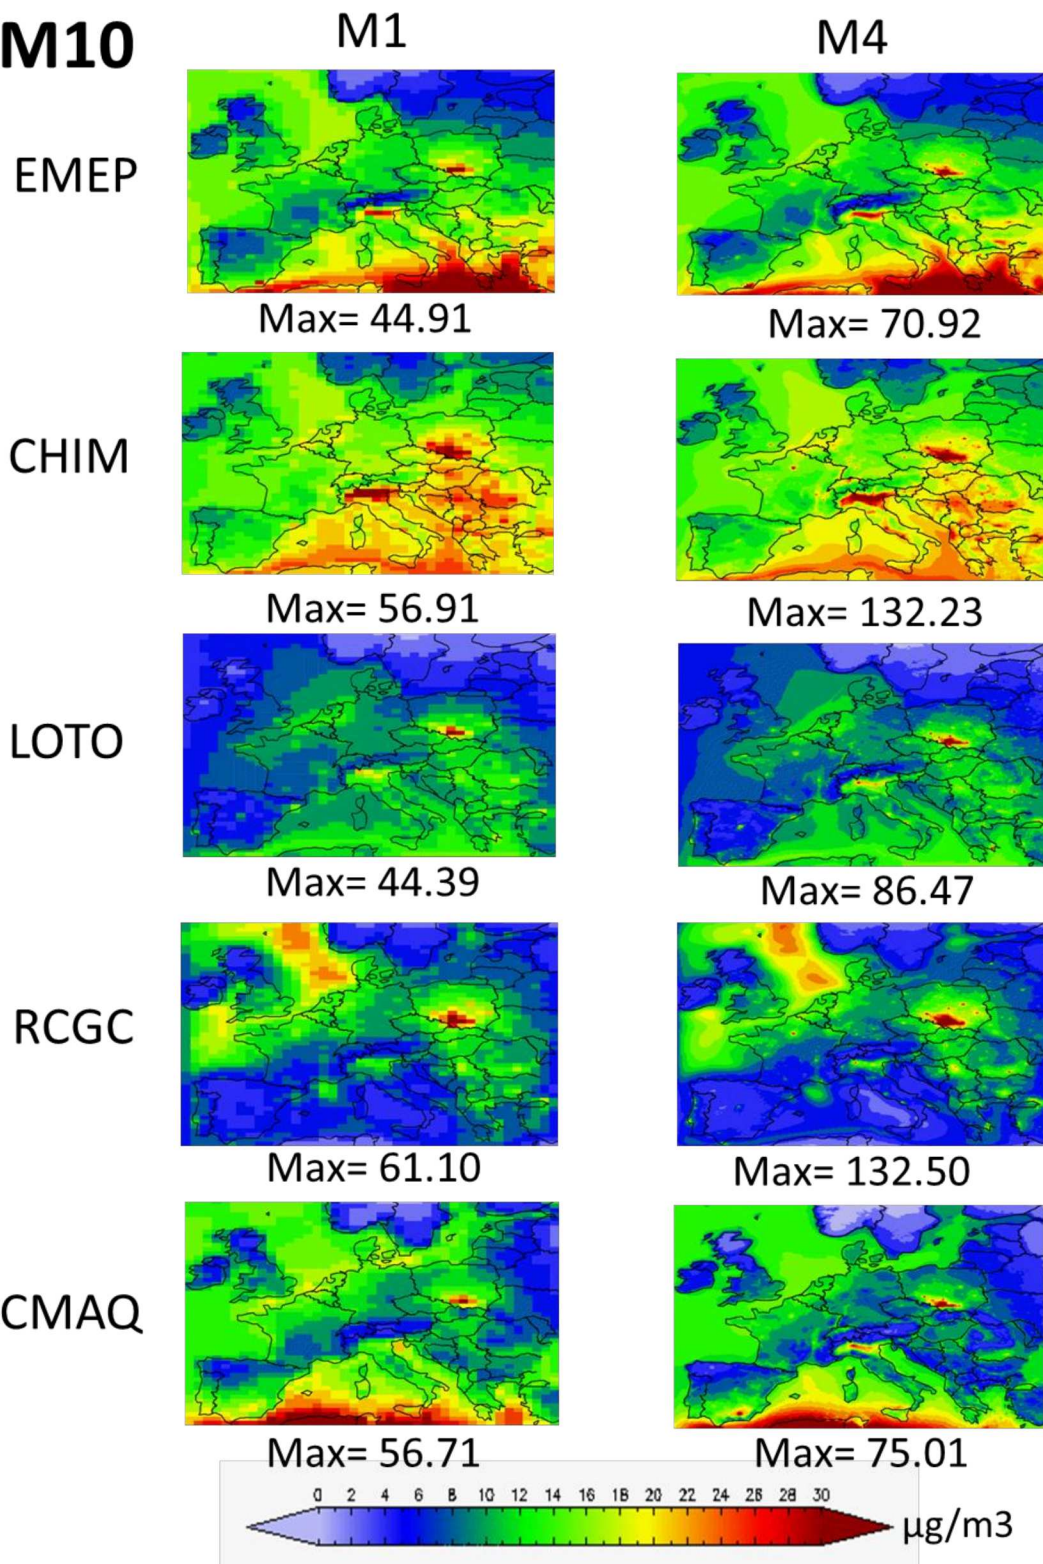 M10 M1 M4
EMEP
Max= 44.91 Max= 70.92
CHIM
Max= 56.91 Max= 132.23
LOTO
Max= 44.39 Max= 86.47
RCGC
Max= 61.10 Max= 132.50
CMAQ
Max= 56.71 Max= 75.01
0 2 4 6 8 10 12 14 16 18 20 22 24 26 28 30
µg/m3